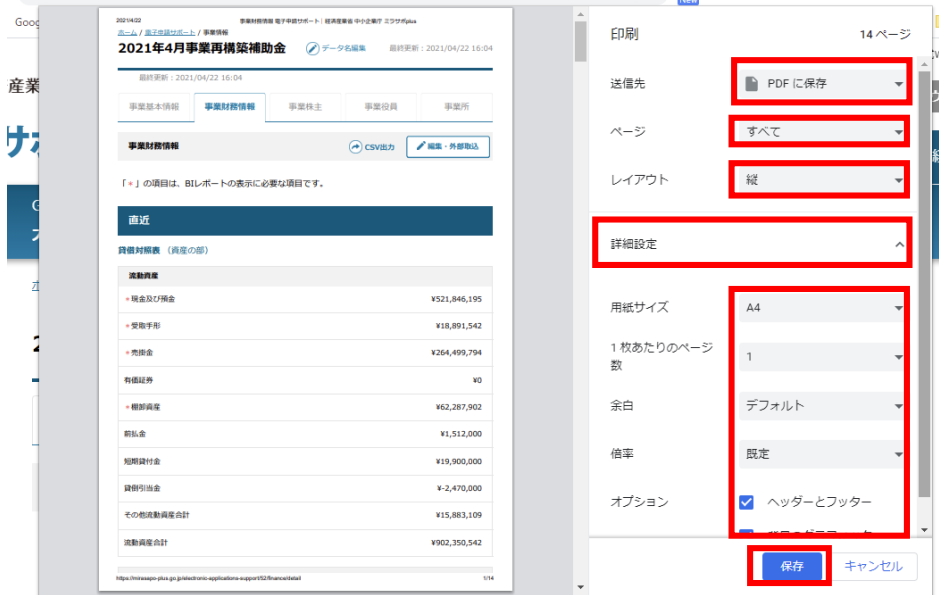 New
Goog
産業
サポ
2021/4/22 事業財務情報 電子申請サポート | 経済産業省 中小企業庁 ミラサポplus
ホーム / 電子申請サポート / 事業情報
2021年4月事業再構築補助金 データ名編集 最終更新：2021/04/22 16:04
最終更新：2021/04/22 16:04
事業基本情報 事業財務情報 事業株主 事業役員 事業所
事業財務情報 CSV出力 編集・外部取込
「*」の項目は、BIレポートの表示に必要な項目です。
直近
貸借対照表 （資産の部）
流動資産
*現金及び預金 ¥521,846,195
*受取手形 ¥18,891,542
*売掛金 ¥264,499,794
有価証券 ¥0
*棚卸資産 ¥62,287,902
前払金 ¥1,512,000
短期貸付金 ¥19,900,000
貸倒引当金 ¥-2,470,000
その他流動資産合計 ¥15,883,109
流動資産合計 ¥902,350,542
https://mirasapo-plus.go.jp/electronic-applications-support/52/finance/detail 1/14
印刷 14 ページ
送信先 PDF に保存
ページ すべて
レイアウト 縦
詳細設定
用紙サイズ A4
1 枚あたりのページ数 1
余白 デフォルト
倍率 既定
オプション ヘッダーとフッター
保存 キャンセル